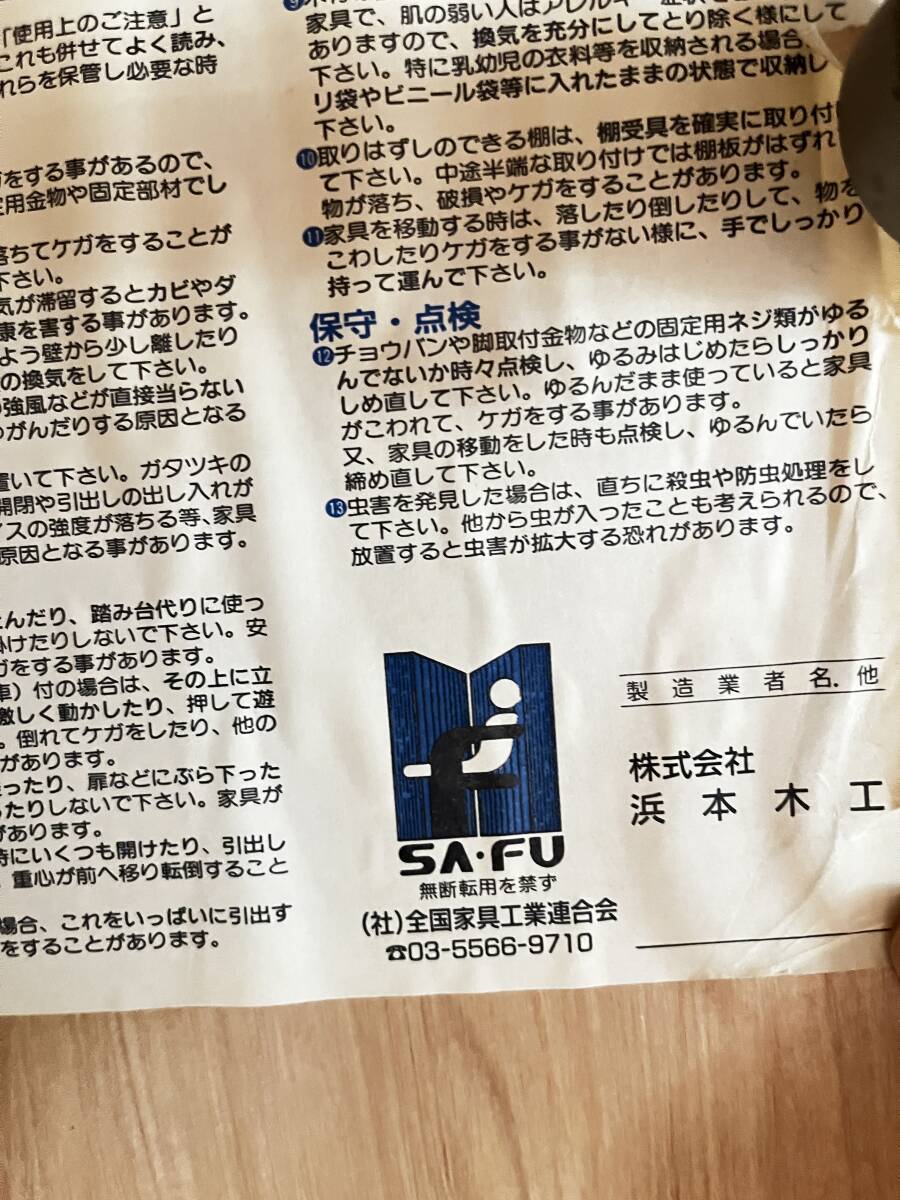 「使用上のご注意」と
これも併せてよく読み、
れらを保管し必要な時
をする事があるので、
定用金物や固定部材でし
落ちてケガをすることが
下さい。
気が滞留するとカビやダ
康を害する事があります。
よう壁から少し離したり
の換気をして下さい。
強風などが直接当らない
がんだりする原因となる
置いて下さい。ガタツキの
開閉や引出しの出し入れが
イスの強度が落ちる等、家具
原因となる事があります。
とんだり、踏み台代りに使っ
掛けたりしないで下さい。安
ガをする事があります。
車）付の場合は、その上に立
激しく動かしたり、押して遊
。倒れてケガをしたり、他の
があります。
ったり、扉などにぶら下った
ったりしないで下さい。家具が
があります。
時にいくつも開けたり、引出し
重心が前へ移り転倒すること
場合、これをいっぱいに引出す
をすることがあります。
家具で、肌の弱い人はアレルギー症状を
ありますので、換気を充分にしてとり除く様にして
下さい。特に乳幼児の衣料等を収納される場合、
リ袋やビニール袋等に入れたままの状態で収納し
下さい。
❿取りはずしのできる棚は、棚受具を確実に取り付け
て下さい。中途半端な取り付けでは棚板がはずれ
物が落ち、破損やケガをすることがあります。
⓫家具を移動する時は、落したり倒したりして、物を
こわしたりケガをする事がない様に、手でしっかり
持って運んで下さい。
保守・点検
⓬チョウバンや脚取付金物などの固定用ネジ類がゆる
んでないか時々点検し、ゆるみはじめたらしっかり
しめ直して下さい。ゆるんだまま使っていると家具
がこわれて、ケガをする事があります。
又、家具の移動をした時も点検し、ゆるんでいたら
締め直して下さい。
⓭虫害を発見した場合は、直ちに殺虫や防虫処理をし
て下さい。他から虫が入ったことも考えられるので、
放置すると虫害が拡大する恐れがあります。
SA・FU
無断転用を禁ず
(社)全国家具工業連合会
☎03-5566-9710
製造業者名.他
株式会社
浜本木工